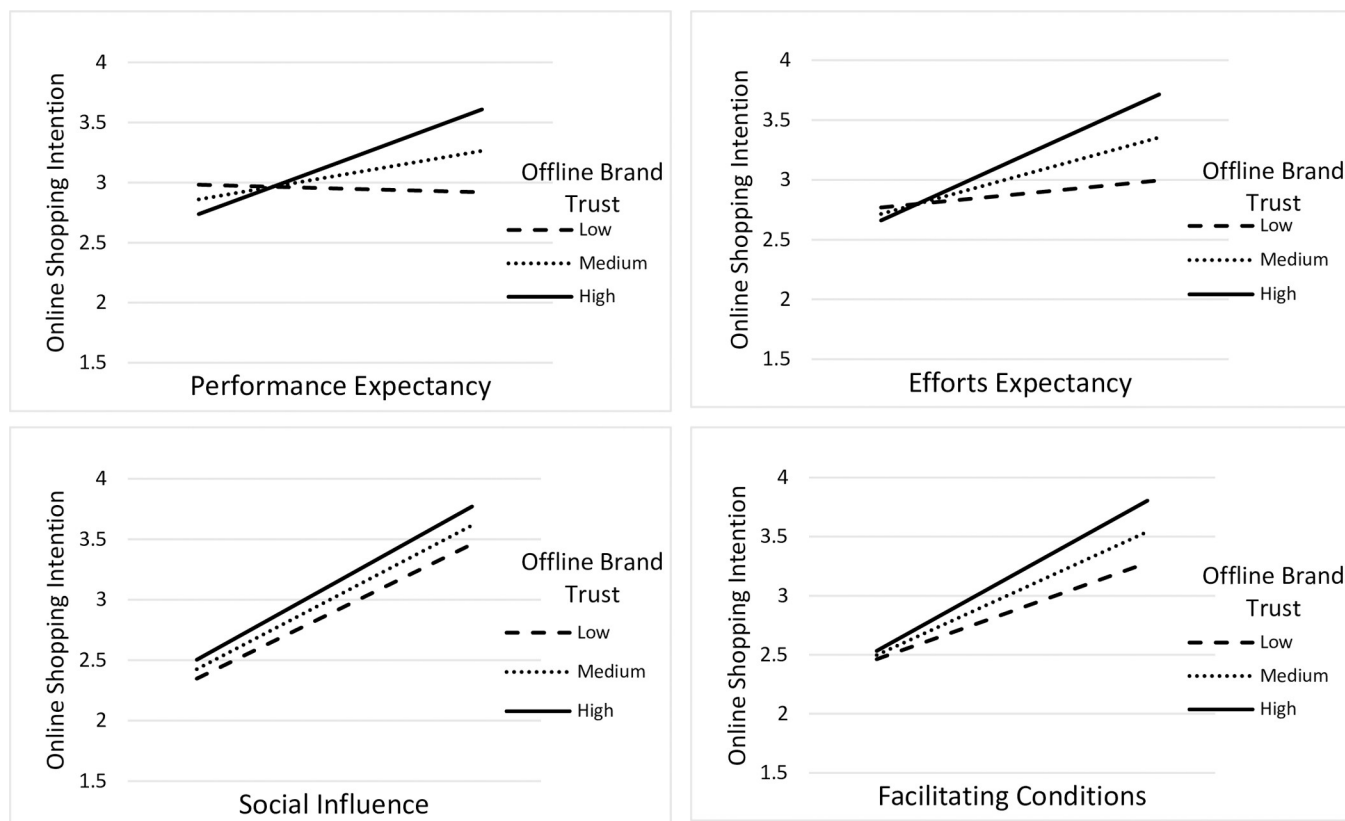 Online Shopping Intention
4
3.5
3
2.5
2
1.5
Performance Expectancy
Offline Brand
Trust
Low
Medium
High
Online Shopping Intention
4
3.5
3
2.5
2
1.5
Efforts Expectancy
Offline Brand
Trust
Low
Medium
High
Online Shopping Intention
4
3.5
3
2.5
2
1.5
Social Influence
Offline Brand
Trust
Low
Medium
High
Online Shopping Intention
4
3.5
3
2.5
2
1.5
Facilitating Conditions
Offline Brand
Trust
Low
Medium
High